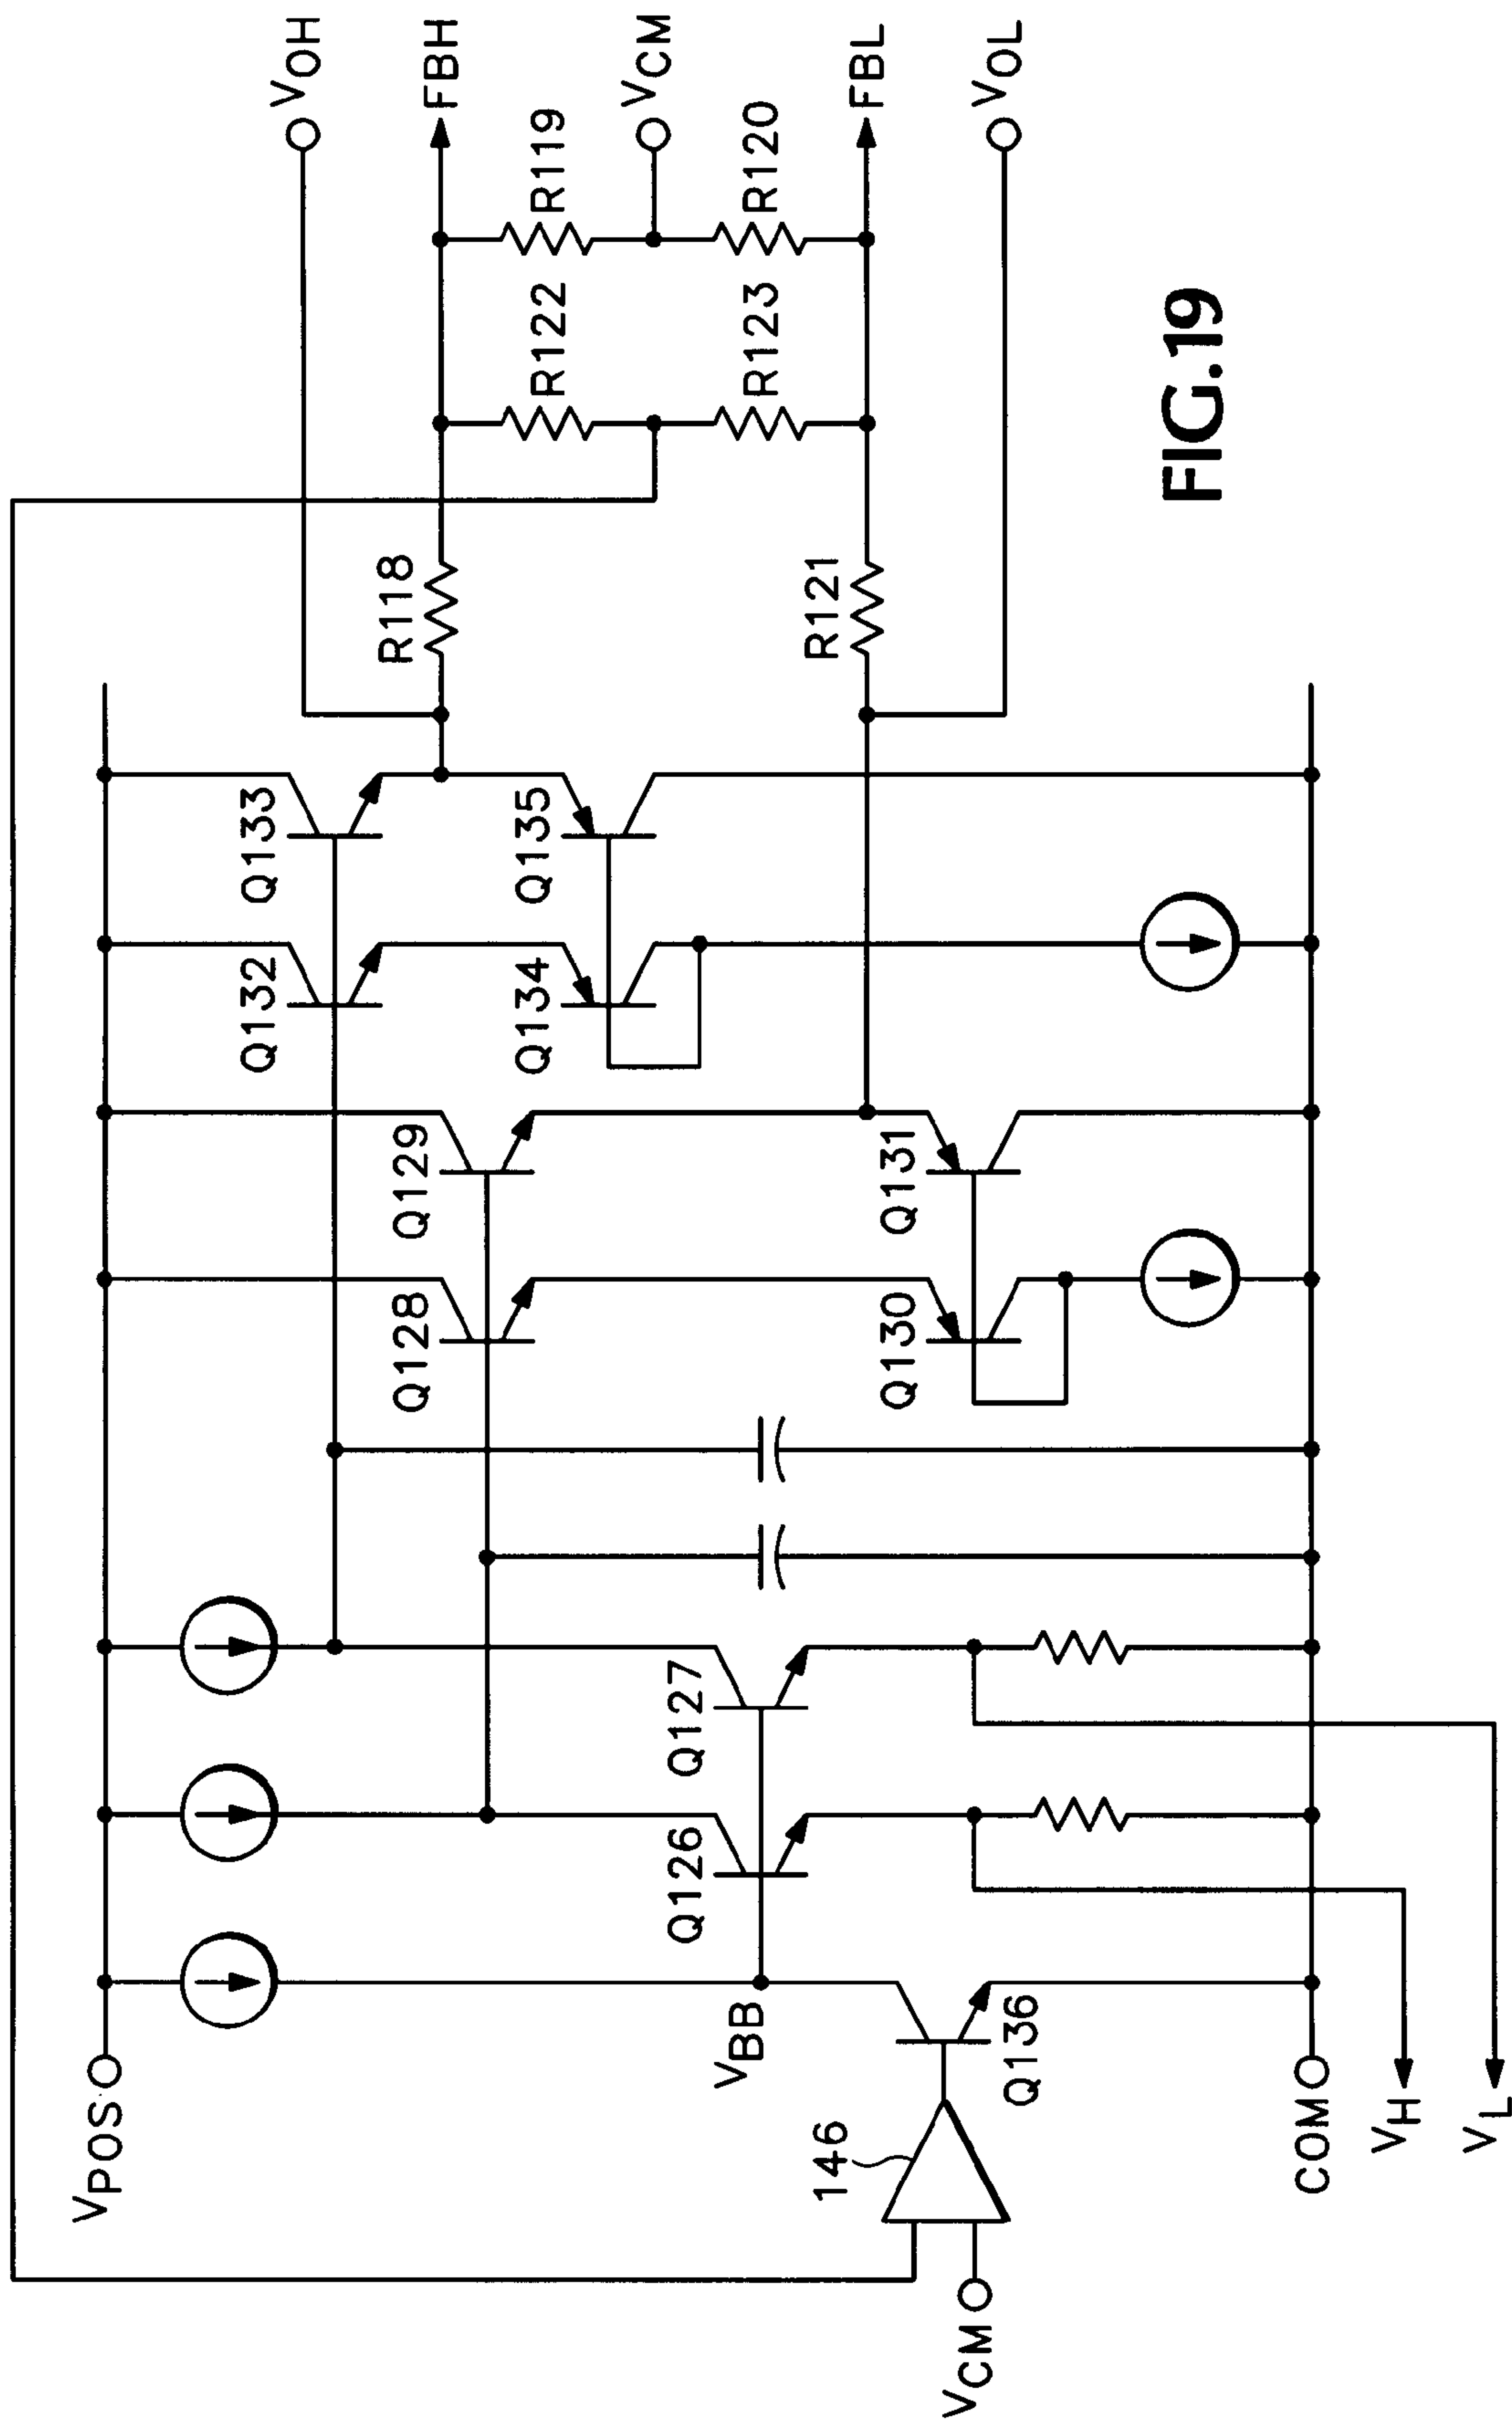 VOH
FBH
VCM
FBL
VOL
R119
R120
R122
R123
R118
R121
FIG.19
Q133
Q135
Q132
Q134
Q129
Q131
Q128
Q130
Q127
Q126
VBB
Q136
146
VPOS
COM
VH
VL
VCM